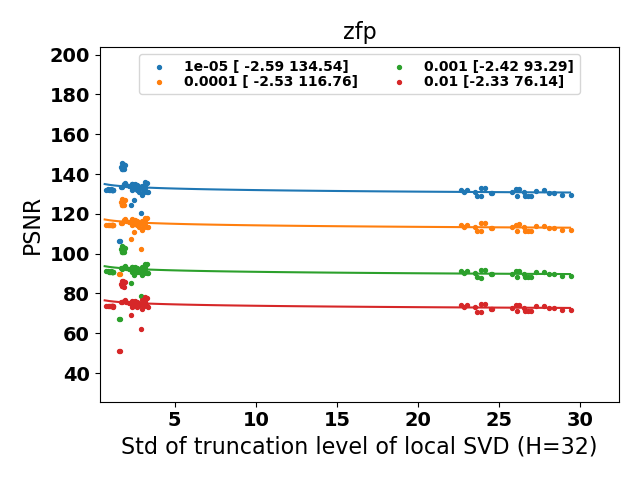 zfp
1e-05 [ -2.59 134.54]
0.0001 [ -2.53 116.76]
0.001 [-2.42 93.29]
0.01 [-2.33 76.14]
PSNR
200
180
160
140
120
100
80
60
40
5 10 15 20 25 30
Std of truncation level of local SVD (H=32)